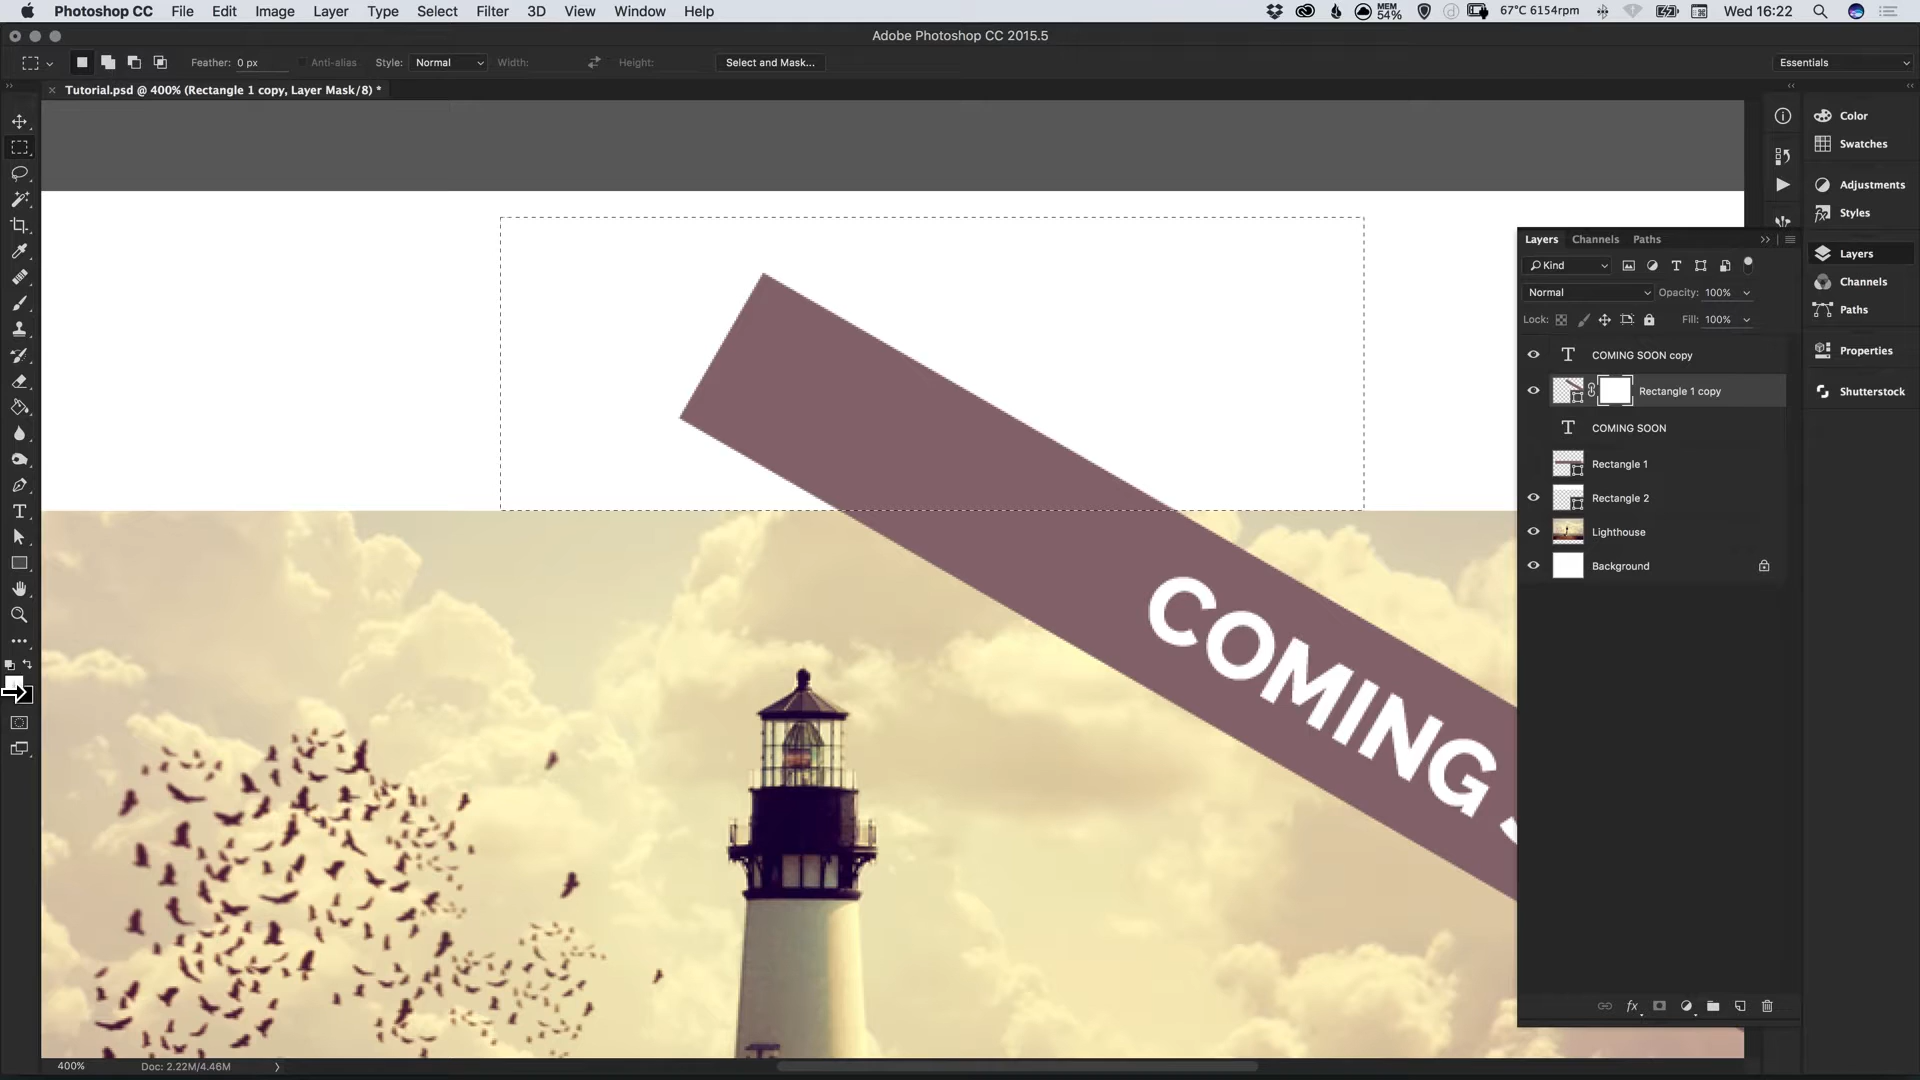 Photoshop CC File Edit Image Layer Type Select Filter 3D View Window Help MEM 54% 67°C 6154rpm Wed 16:22
Adobe Photoshop CC 2015.5
Feather: 0 px Anti-alias Style: Normal Width: Height: Select and Mask... Essentials
Tutorial.psd @ 400% (Rectangle 1 copy, Layer Mask/8) *
Color
Swatches
Adjustments
Styles
Layers
Channels
Paths
Properties
Shutterstock
Layers Channels Paths
Kind
Normal Opacity: 100%
Lock: Fill: 100%
COMING SOON copy
Rectangle 1 copy
COMING SOON
Rectangle 1
Rectangle 2
Lighthouse
Background
fx
COMING S
400% Doc: 2.22M/4.46M